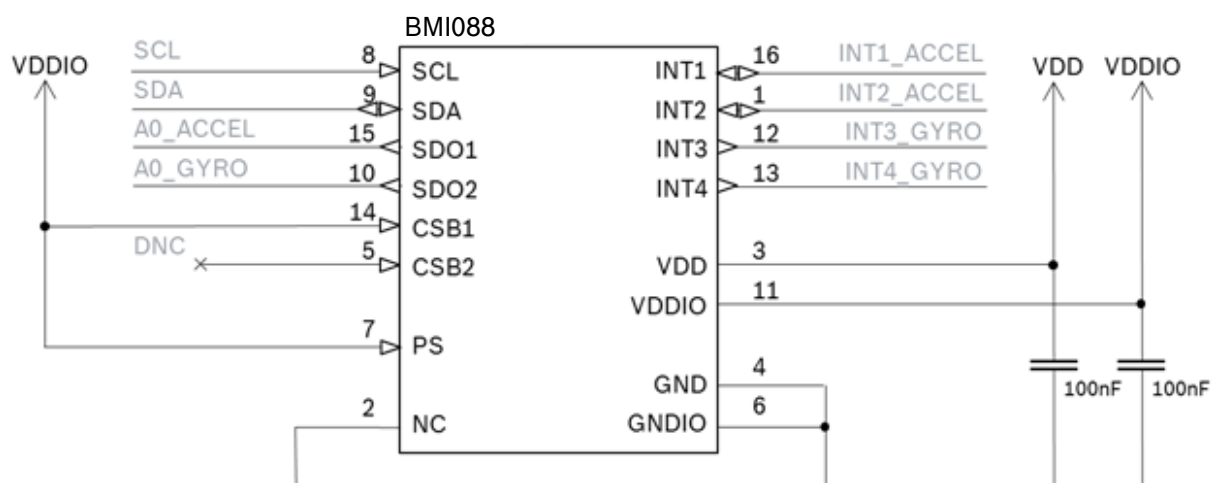 BMI088
VDDIO
SCL 8 SCL
SDA 9 SDA
A0_ACCEL 15 SDO1
A0_GYRO 10 SDO2
14 CSB1
DNC 5 CSB2
7 PS
2 NC
INT1 16 INT1_ACCEL
INT2 1 INT2_ACCEL
INT3 12 INT3_GYRO
INT4 13 INT4_GYRO
VDD 3
VDDIO 11
GND 4
GNDIO 6
VDD VDDIO
100nF 100nF